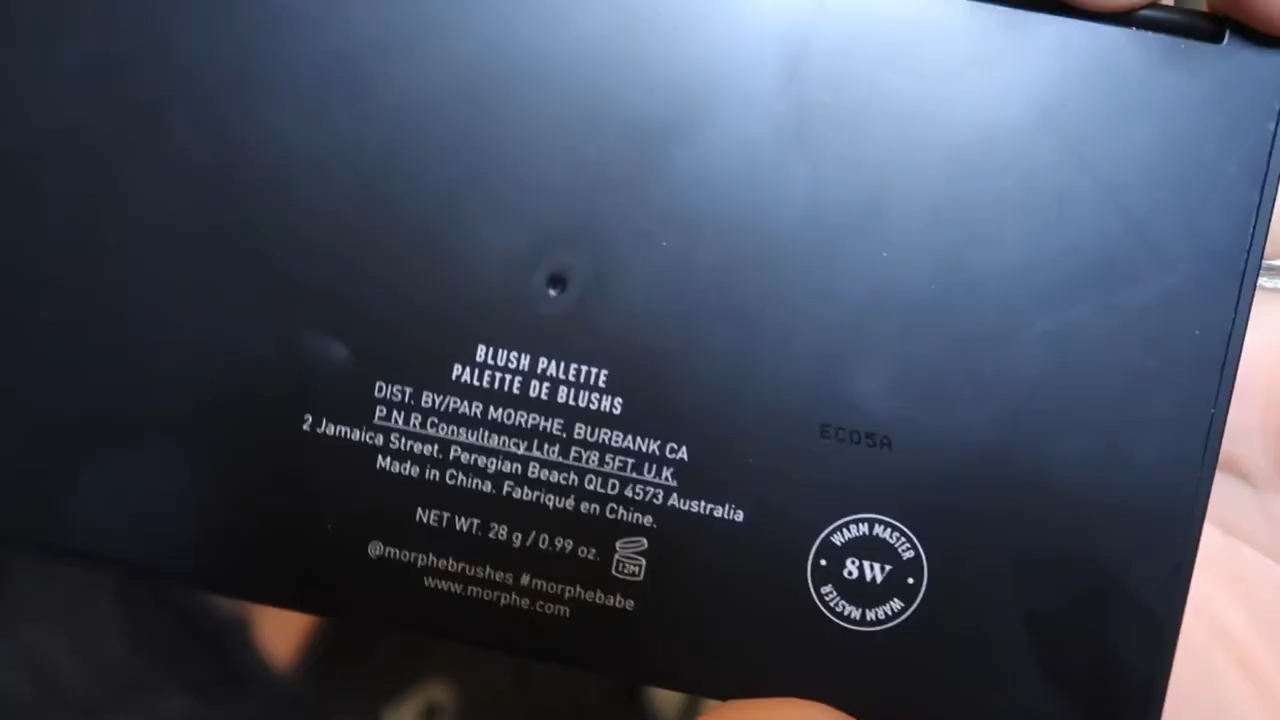 BLUSH PALETTE
PALETTE DE BLUSHS
DIST. BY/PAR MORPHE, BURBANK CA
P N R Consultancy Ltd, FY8 5FT, U.K.
2 Jamaica Street, Peregian Beach QLD 4573 Australia
Made in China. Fabriqué en Chine.
NET WT. 28 g / 0.99 oz.
12M
@morphebrushes #morphebabe
www.morphe.com
EC05A
WARM MASTER
8W
WARM MASTER